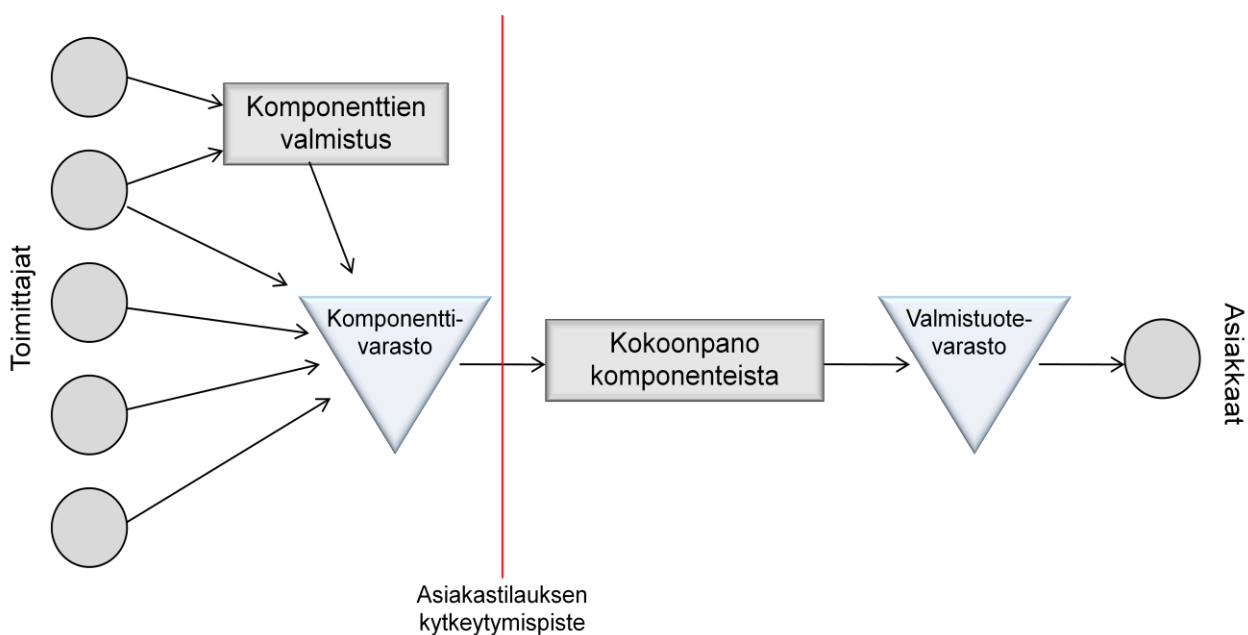 Komponenttien
valmistus
Toimittajat
Komponentti-
varasto
Kokoonpano
komponenteista
Valmistuote-
varasto
Asiakkaat
Asiakastilauksen
kytkeytymispiste